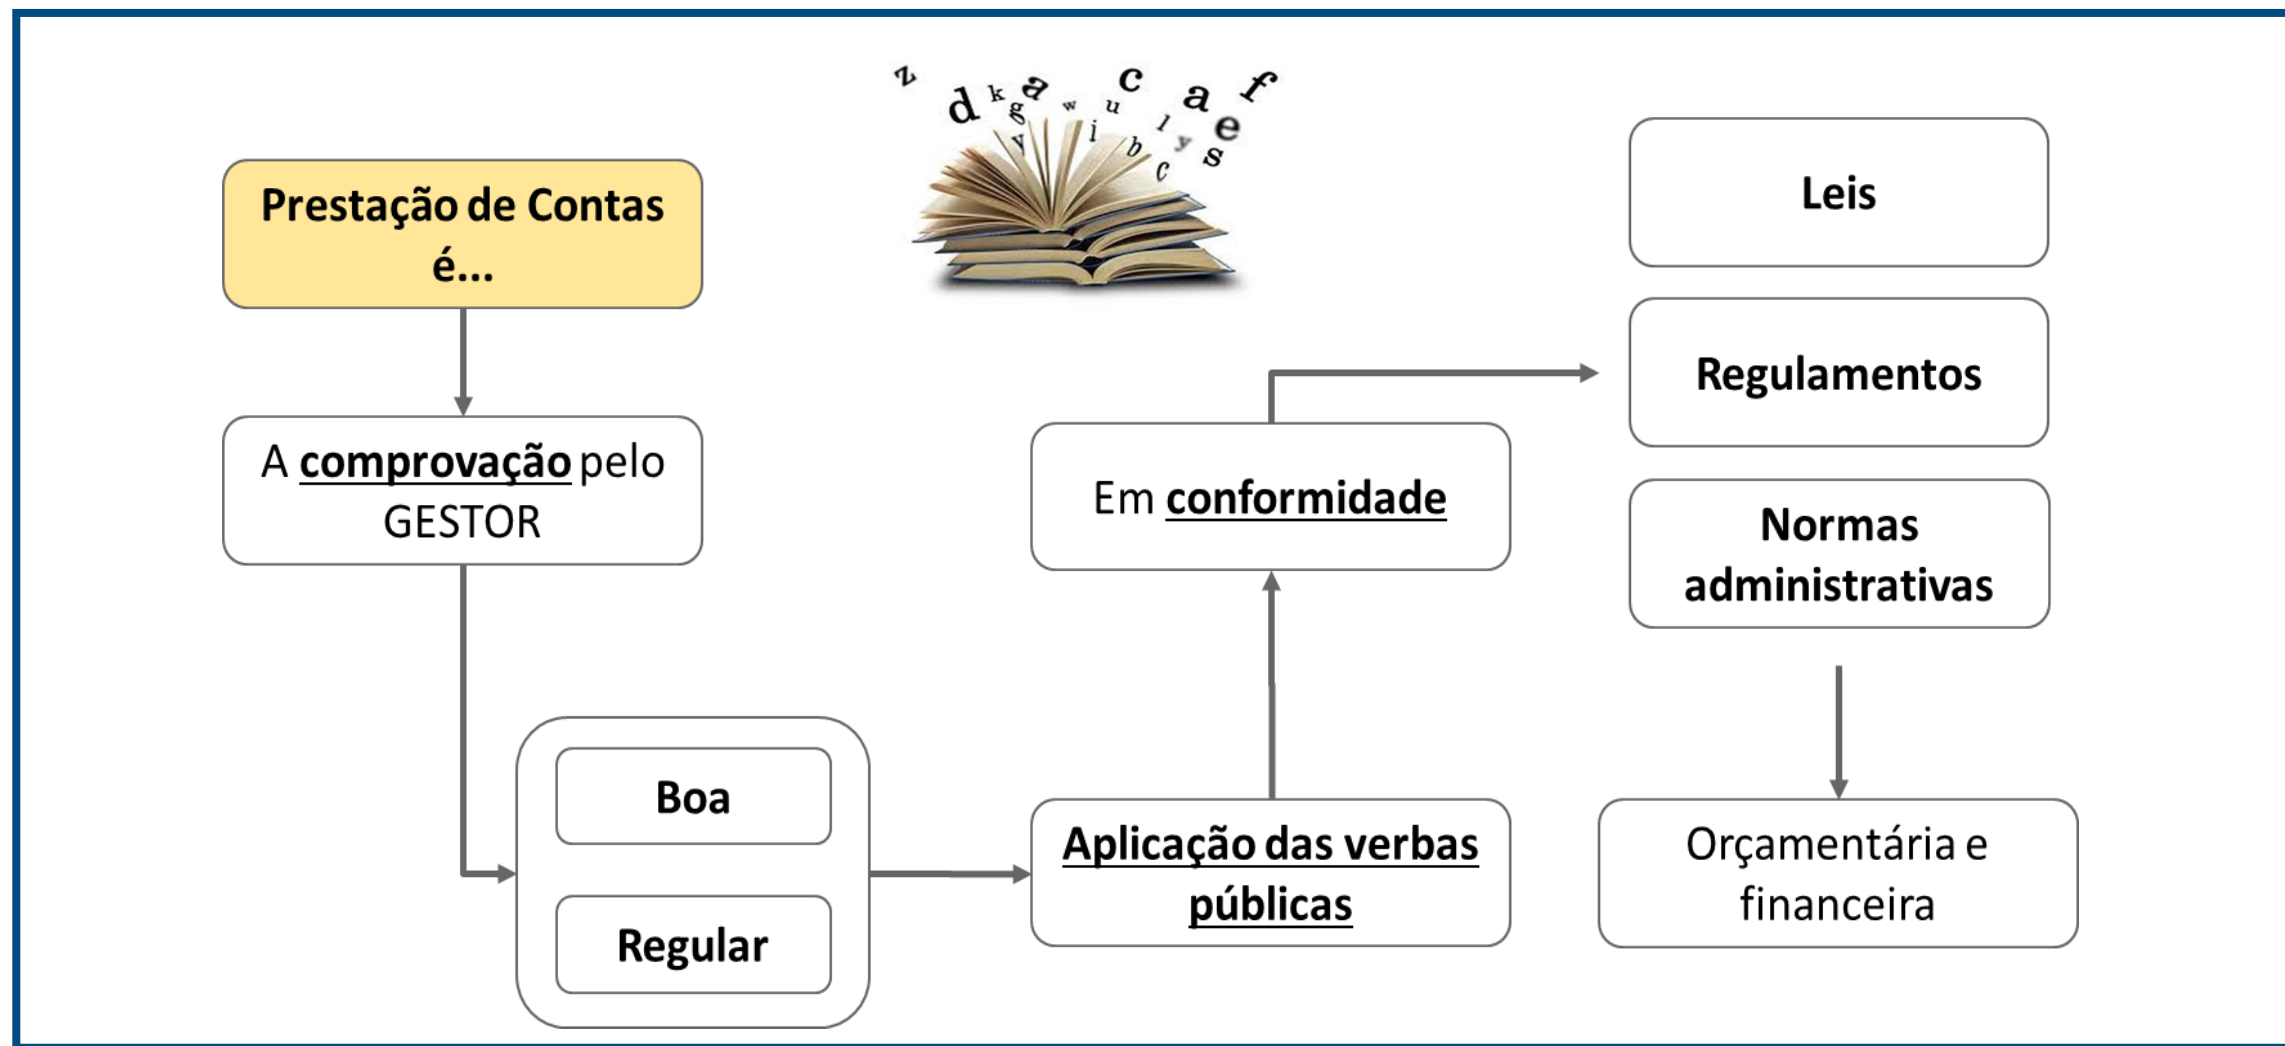 Prestação de Contas
é...
A comprovação pelo
GESTOR
Boa
Regular
Aplicação das verbas
públicas
Em conformidade
Leis
Regulamentos
Normas
administrativas
Orçamentária e
financeira
z
d
k
g
a
y
w
i
u
c
b
l
a
y
c
s
e
f